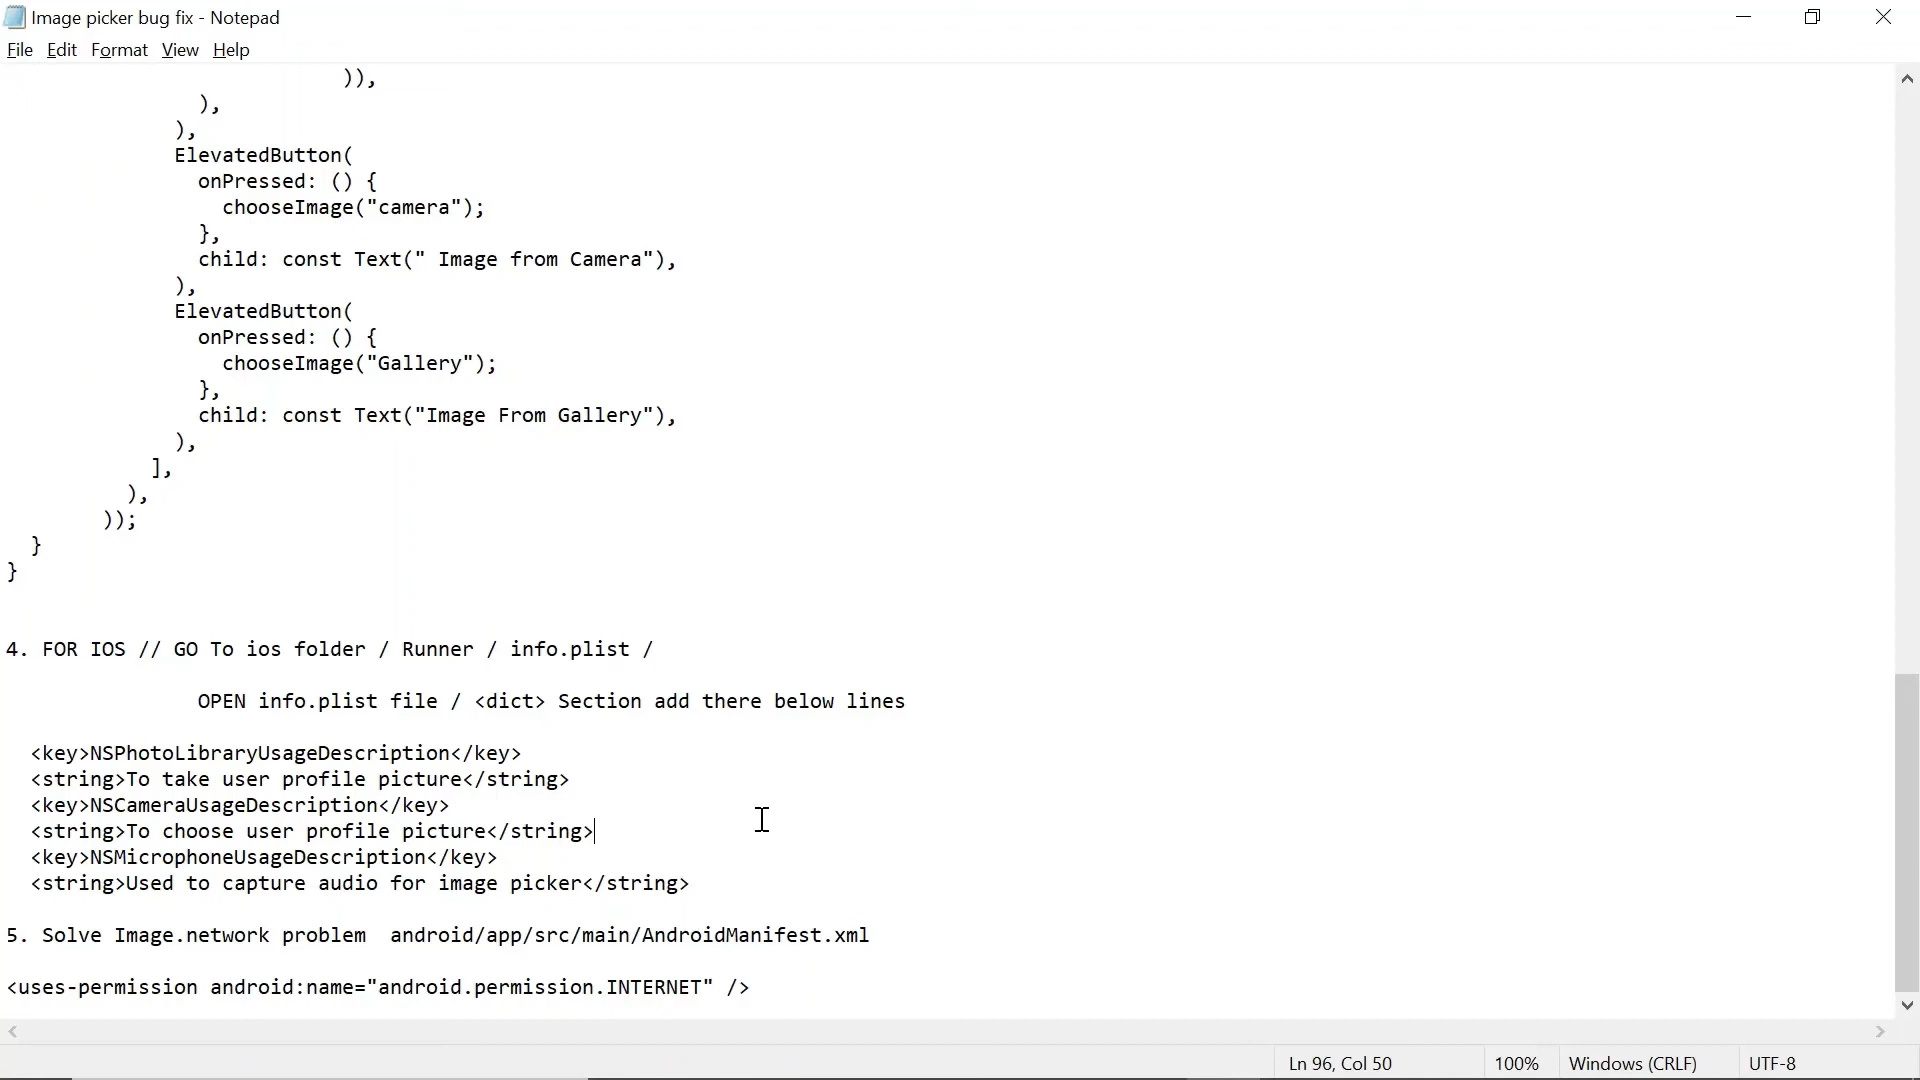 Image picker bug fix - Notepad
File Edit Format View Help
)),
),
),
ElevatedButton(
onPressed: () {
chooseImage("camera");
},
child: const Text(" Image from Camera"),
),
ElevatedButton(
onPressed: () {
chooseImage("Gallery");
},
child: const Text("Image From Gallery"),
),
],
),
));
}
}
4. FOR IOS // GO To ios folder / Runner / info.plist /
OPEN info.plist file / <dict> Section add there below lines
<key>NSPhotoLibraryUsageDescription</key>
<string>To take user profile picture</string>
<key>NSCameraUsageDescription</key>
<string>To choose user profile picture</string>
<key>NSMicrophoneUsageDescription</key>
<string>Used to capture audio for image picker</string>
5. Solve Image.network problem  android/app/src/main/AndroidManifest.xml
<uses-permission android:name="android.permission.INTERNET" />
Ln 96, Col 50 100% Windows (CRLF) UTF-8